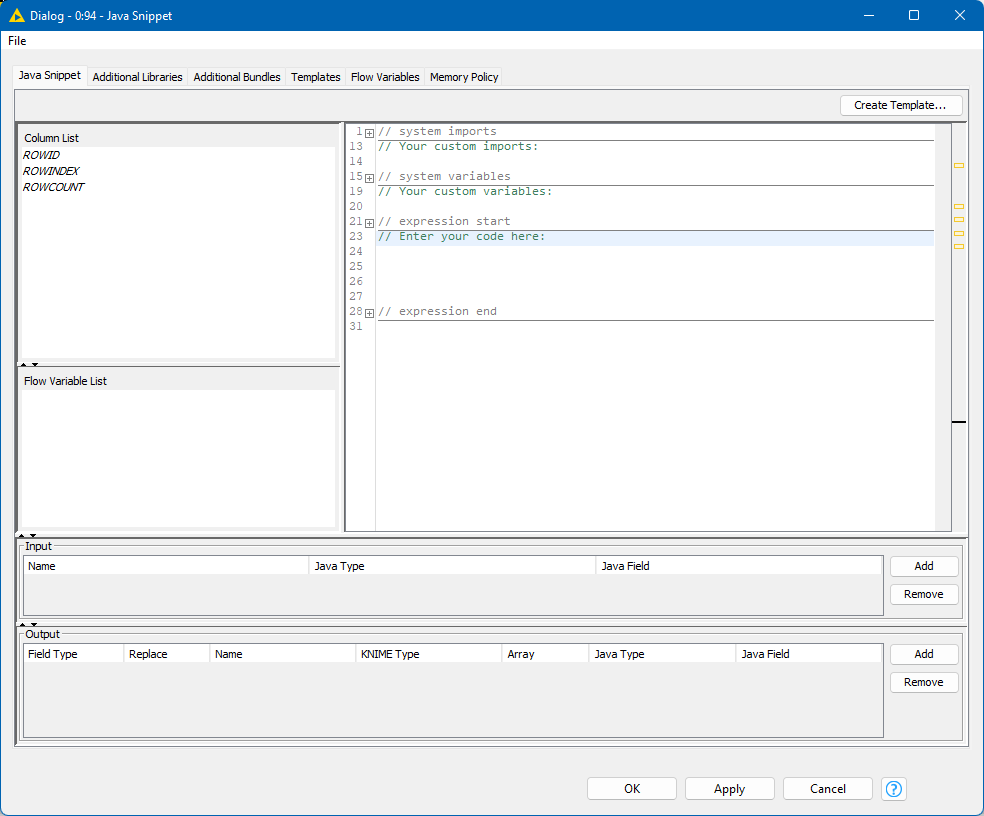 Dialog - 0:94 - Java Snippet
File
Java Snippet Additional Libraries Additional Bundles Templates Flow Variables Memory Policy
Create Template...
Column List
ROWID
ROWINDEX
ROWCOUNT
Flow Variable List
1 // system imports
13 // Your custom imports:
14
15 // system variables
19 // Your custom variables:
20
21 // expression start
23 // Enter your code here:
24
25
26
27
28 // expression end
31
Input
Name Java Type Java Field
Add
Remove
Output
Field Type Replace Name KNIME Type Array Java Type Java Field
Add
Remove
OK Apply Cancel ?